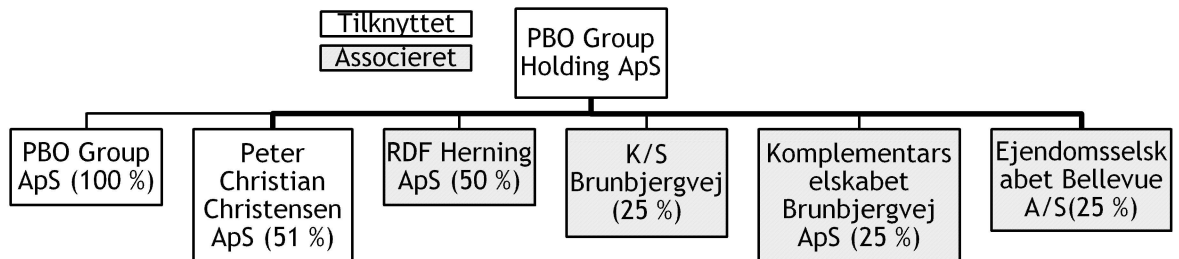 Tilknyttet
Associeret
PBO Group
Holding ApS
PBO Group
ApS (100 %)
Peter
Christian
Christensen
ApS (51 %)
RDF Herning
ApS (50 %)
K/S
Brunbjergvej
(25 %)
Komplementars
elskabet
Brunbjergvej
ApS (25 %)
Ejendomsselsk
abet Bellevue
A/S(25 %)